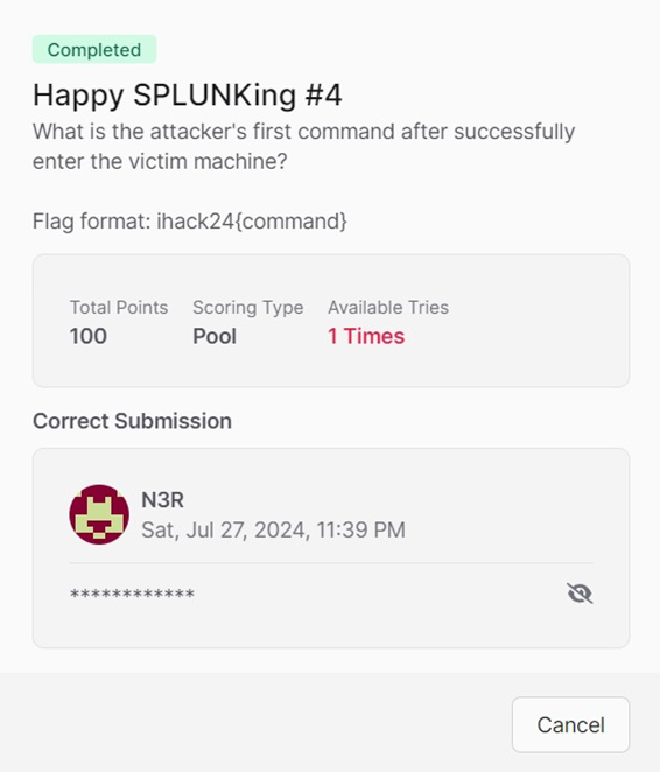 Completed
Happy SPLUNKing #4
What is the attacker's first command after successfully
enter the victim machine?
Flag format: ihack24{command}
Total Points Scoring Type Available Tries
100 Pool 1 Times
Correct Submission
N3R
Sat, Jul 27, 2024, 11:39 PM
************
Cancel